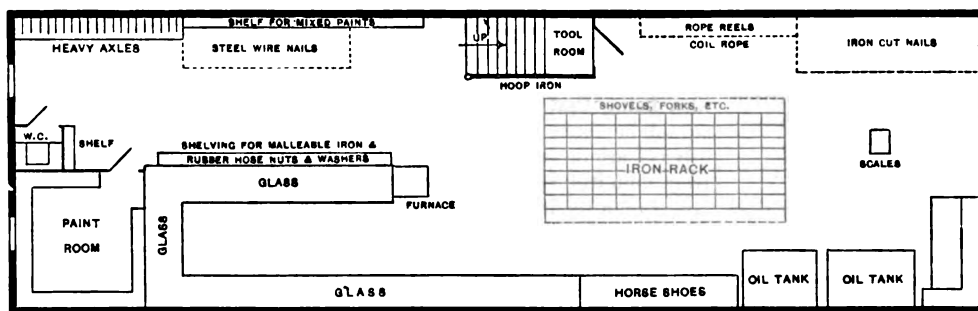 SHELF FOR MIXED PAINTS
HEAVY AXLES
STEEL WIRE NAILS
UP
TOOL
ROOM
HOOP IRON
ROPE REELS
COIL ROPE
IRON CUT NAILS
SHOVELS, FORKS, ETC.
IRON RACK
SCALES
W.C.
SHELF
SHELVING FOR MALLEABLE IRON &
RUBBER HOSE NUTS & WASHERS
GLASS
FURNACE
PAINT
ROOM
GLASS
GLASS
HORSE SHOES
OIL TANK
OIL TANK